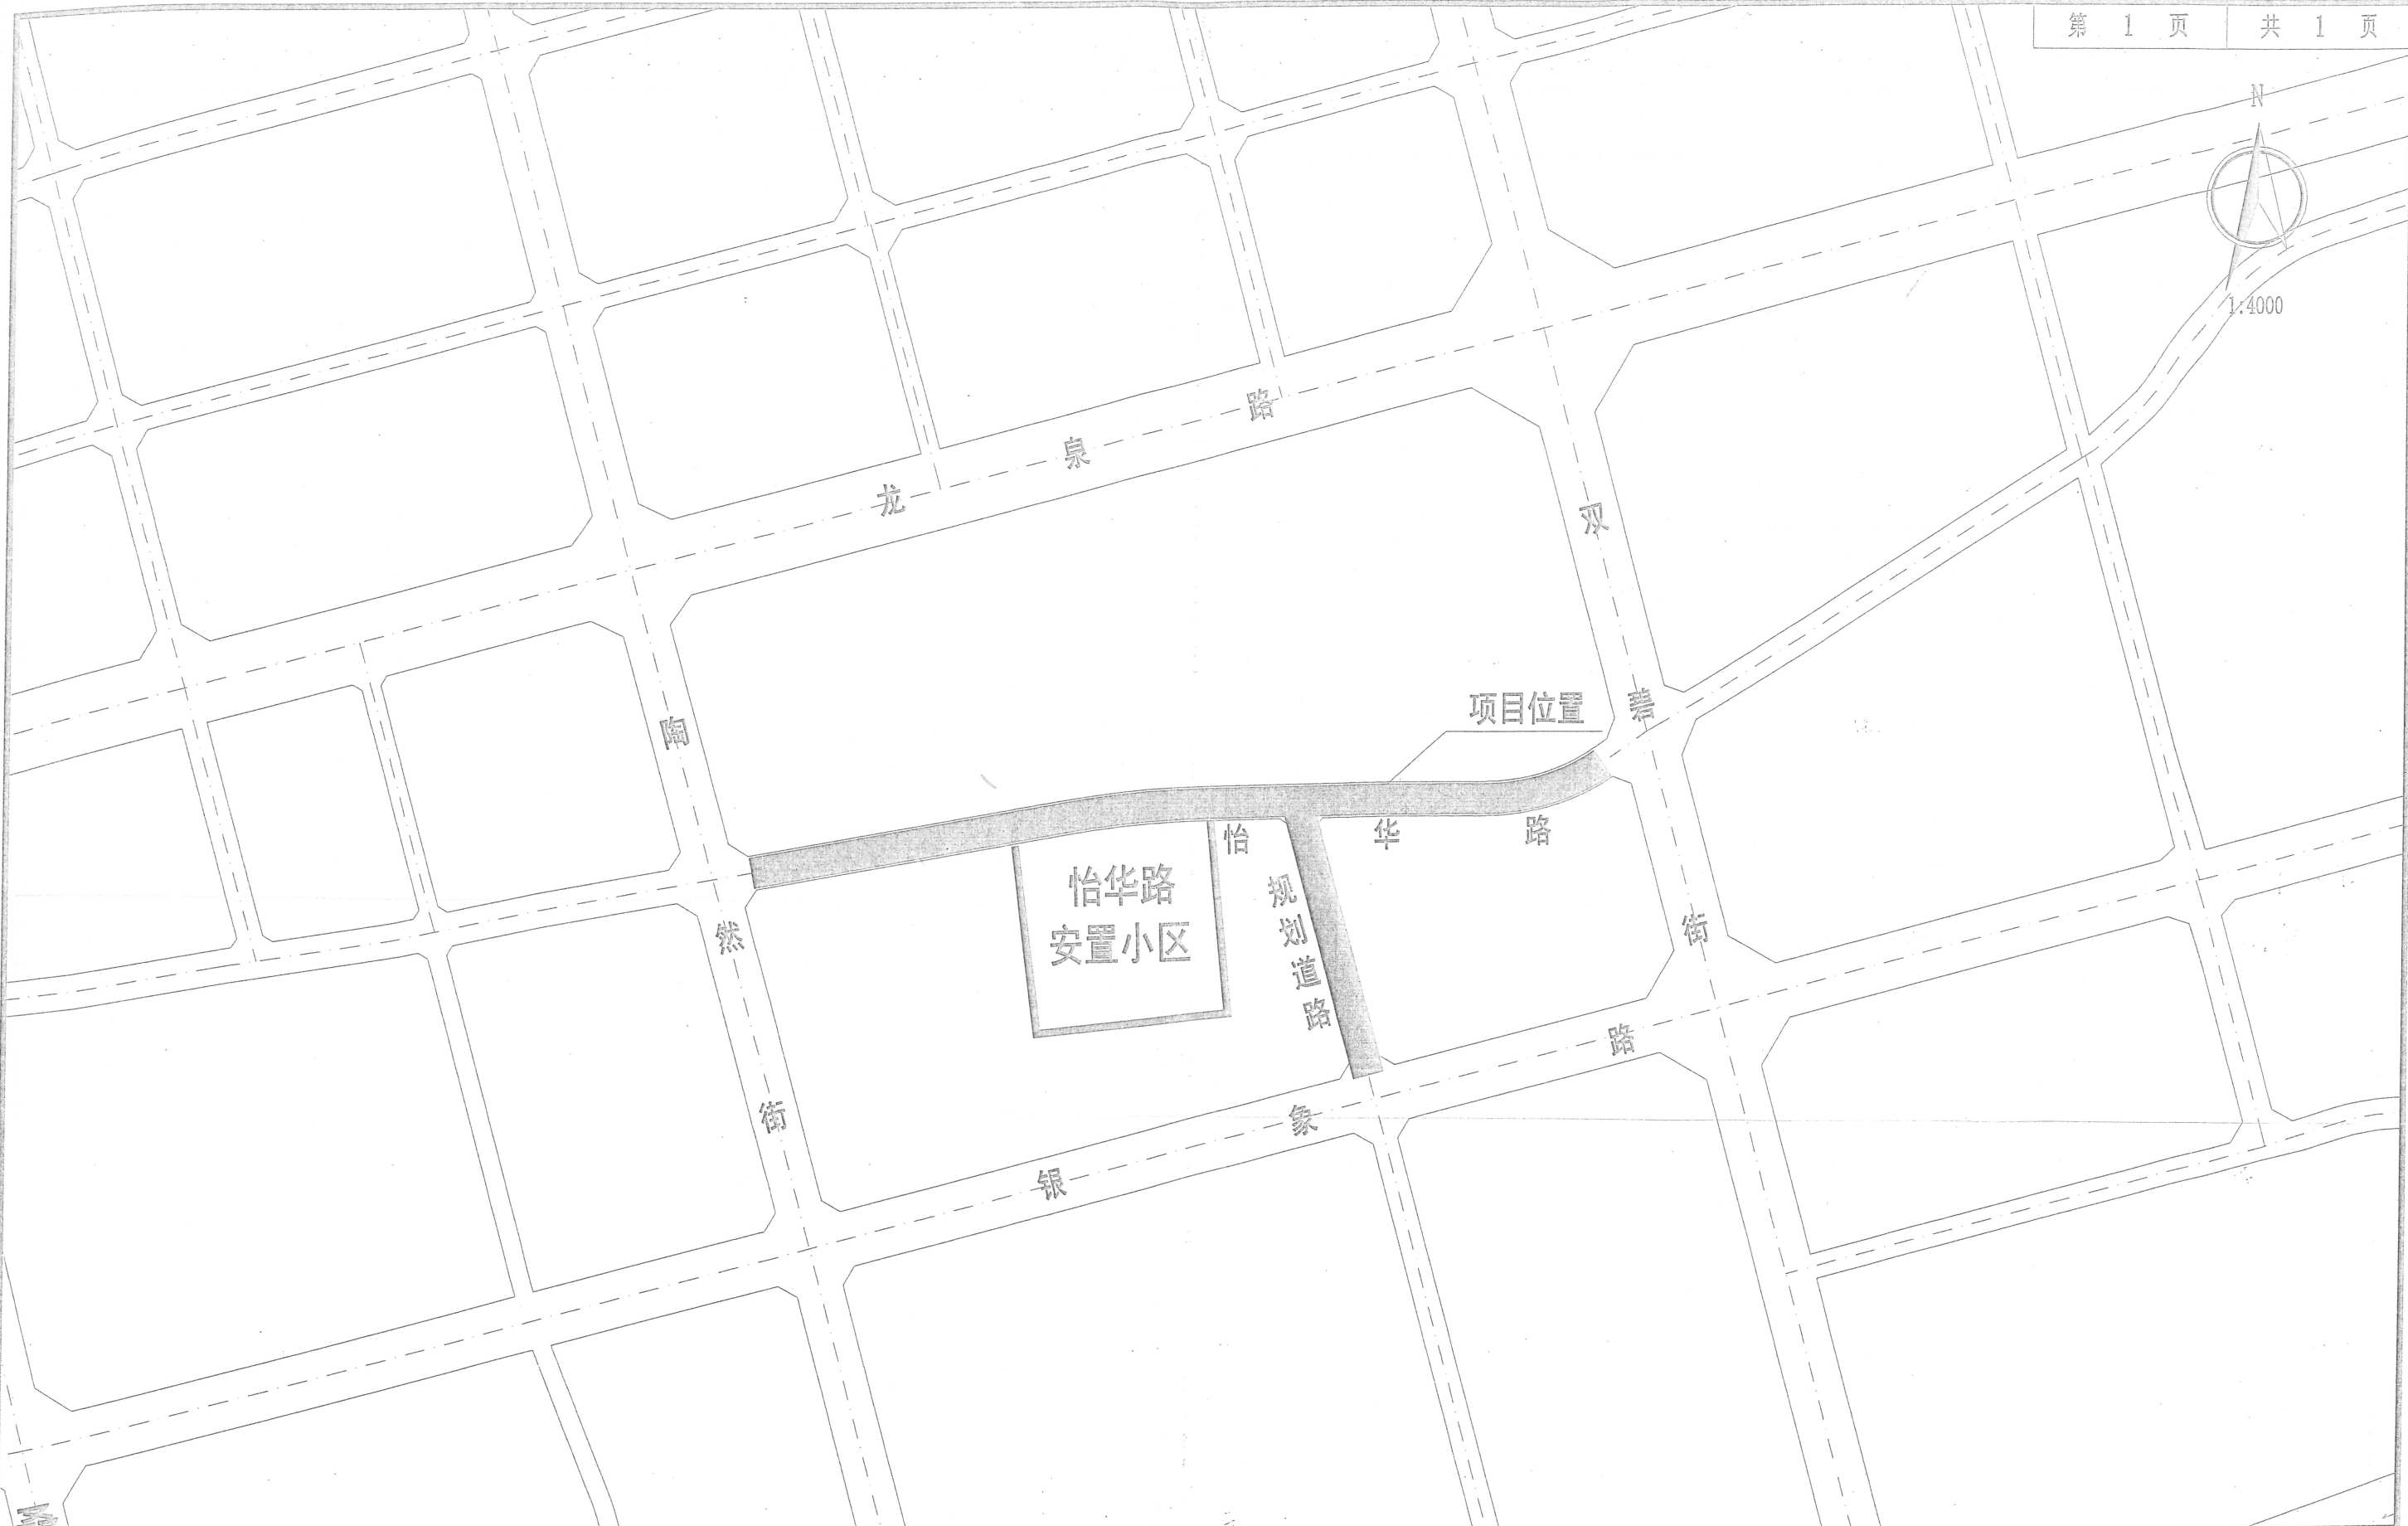 第 1 页 共 1 页
N
1:4000
龙泉路
双碧街
项目位置
陶然街
怡华路
怡华路
安置小区
规划道路
银象路